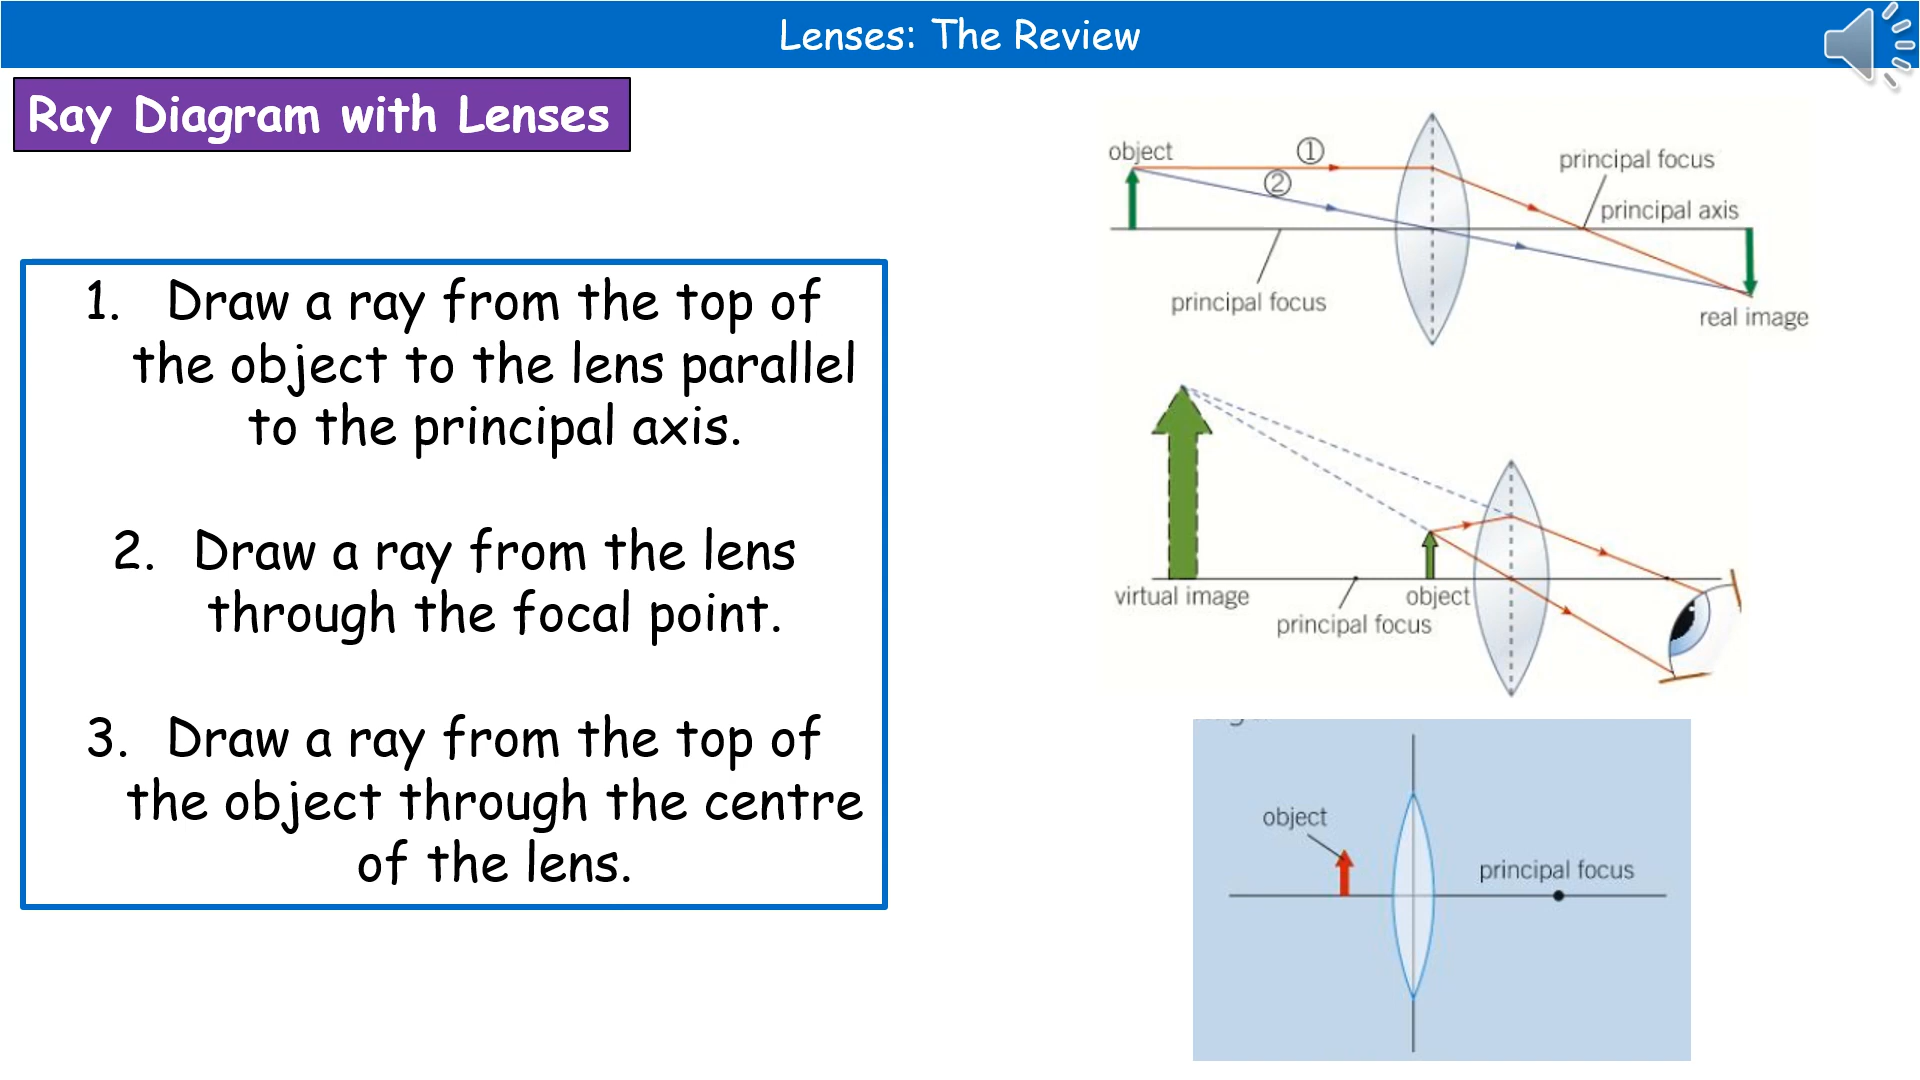 Lenses: The Review
Ray Diagram with Lenses
1. Draw a ray from the top of
the object to the lens parallel
to the principal axis.
2. Draw a ray from the lens
through the focal point.
3. Draw a ray from the top of
the object through the centre
of the lens.
object
①
②
principal focus
principal axis
principal focus
real image
virtual image
object
principal focus
object
principal focus